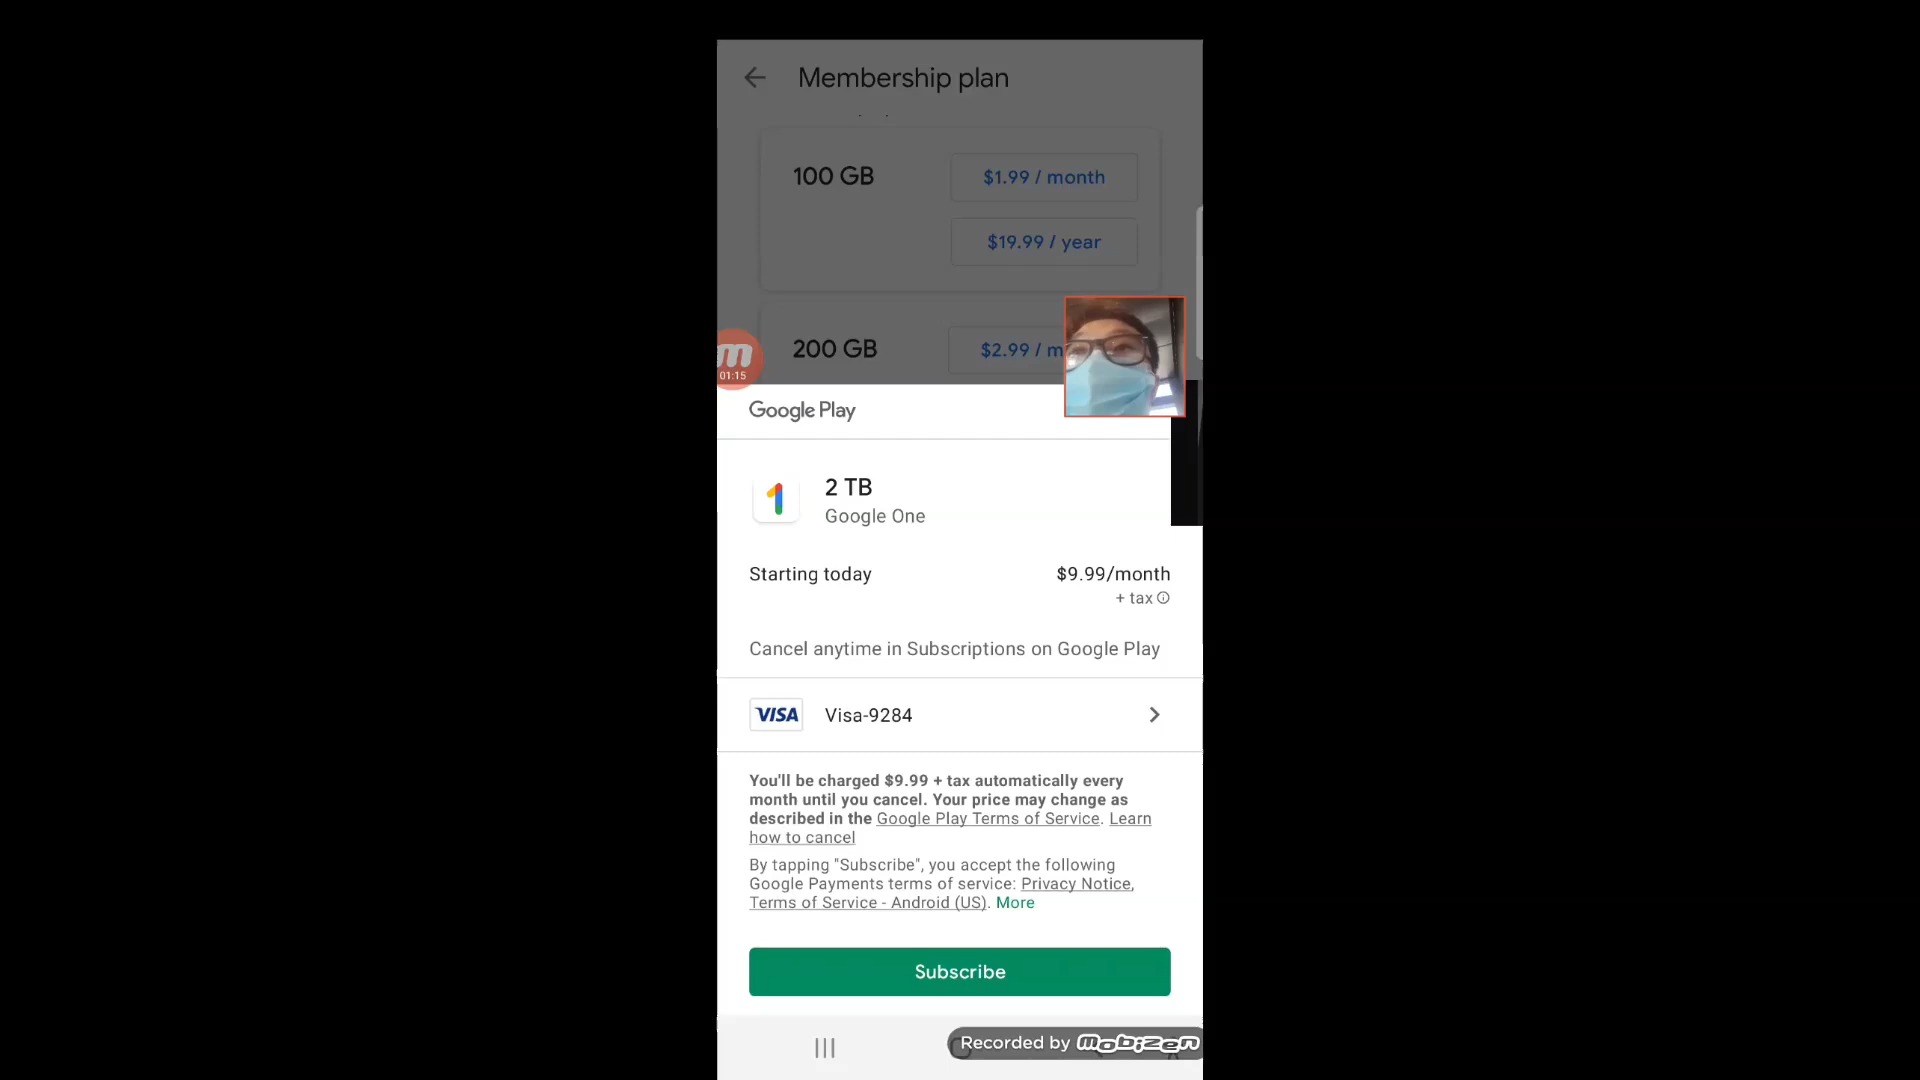 Membership plan
100 GB
$1.99 / month
$19.99 / year
200 GB
$2.99 / m
m
01:15
Google Play
2 TB
Google One
Starting today
$9.99/month
+ tax
Cancel anytime in Subscriptions on Google Play
VISA
Visa-9284
You'll be charged $9.99 + tax automatically every
month until you cancel. Your price may change as
described in the Google Play Terms of Service. Learn
how to cancel
By tapping "Subscribe", you accept the following
Google Payments terms of service: Privacy Notice,
Terms of Service - Android (US). More
Subscribe
Recorded by mobizen